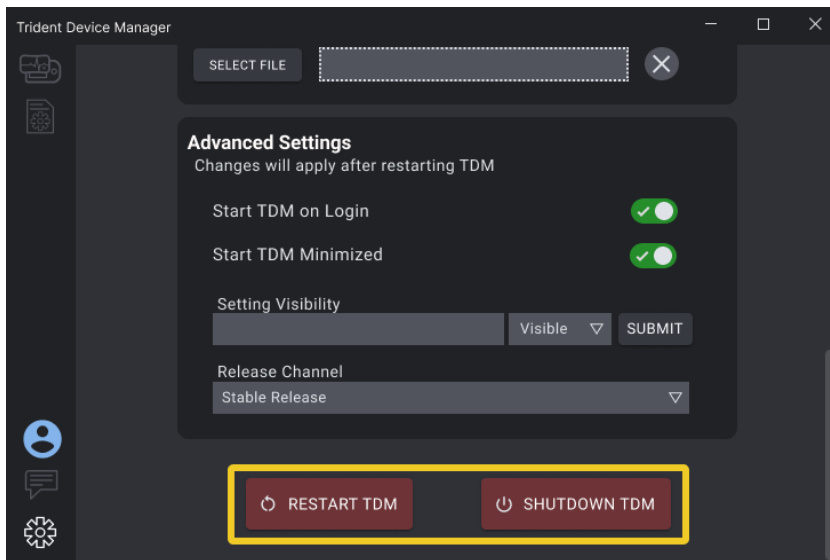 Trident Device Manager
SELECT FILE
Advanced Settings
Changes will apply after restarting TDM
Start TDM on Login
Start TDM Minimized
Setting Visibility
Visible SUBMIT
Release Channel
Stable Release
RESTART TDM SHUTDOWN TDM